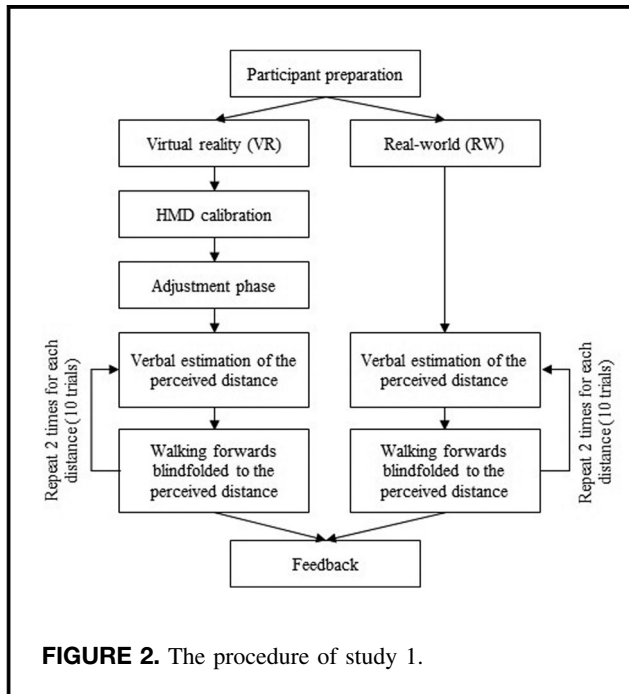 Participant preparation
Virtual reality (VR)
Real-world (RW)
HMD calibration
Adjustment phase
Repeat 2 times for each
distance (10 trials)
Verbal estimation of the
perceived distance
Walking forwards
blindfolded to the
perceived distance
Verbal estimation of the
perceived distance
Walking forwards
blindfolded to the
perceived distance
Repeat 2 times for each
distance (10 trials)
Feedback
FIGURE 2. The procedure of study 1.